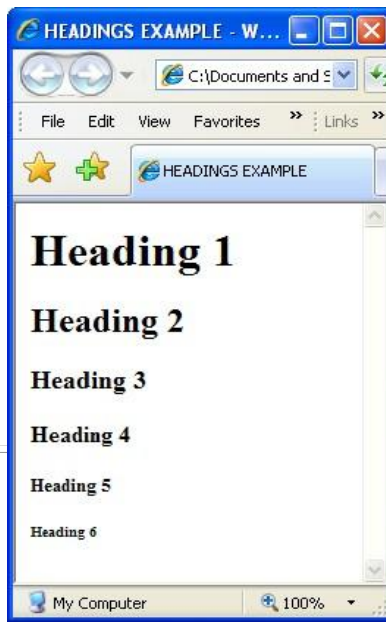 HEADINGS EXAMPLE - W...
C:\Documents and S
File Edit View Favorites » Links »
HEADINGS EXAMPLE
Heading 1
Heading 2
Heading 3
Heading 4
Heading 5
Heading 6
My Computer 100%